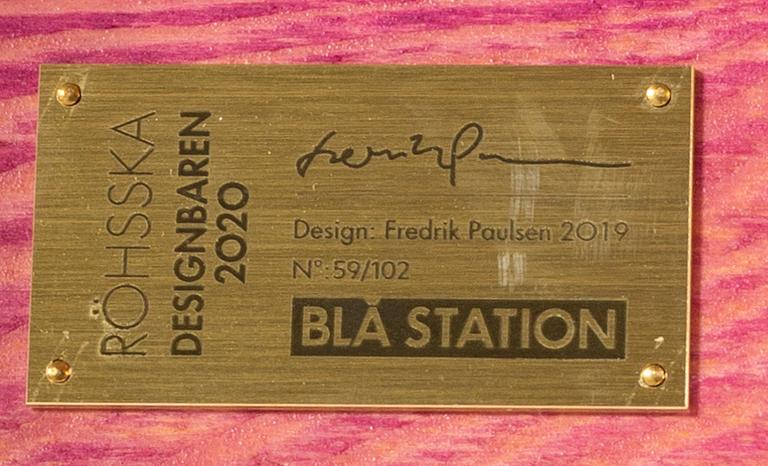 RÖHSSKA
DESIGNBAREN
2020
Design: Fredrik Paulsen 2019
Nº:59/102
BLÅ STATION